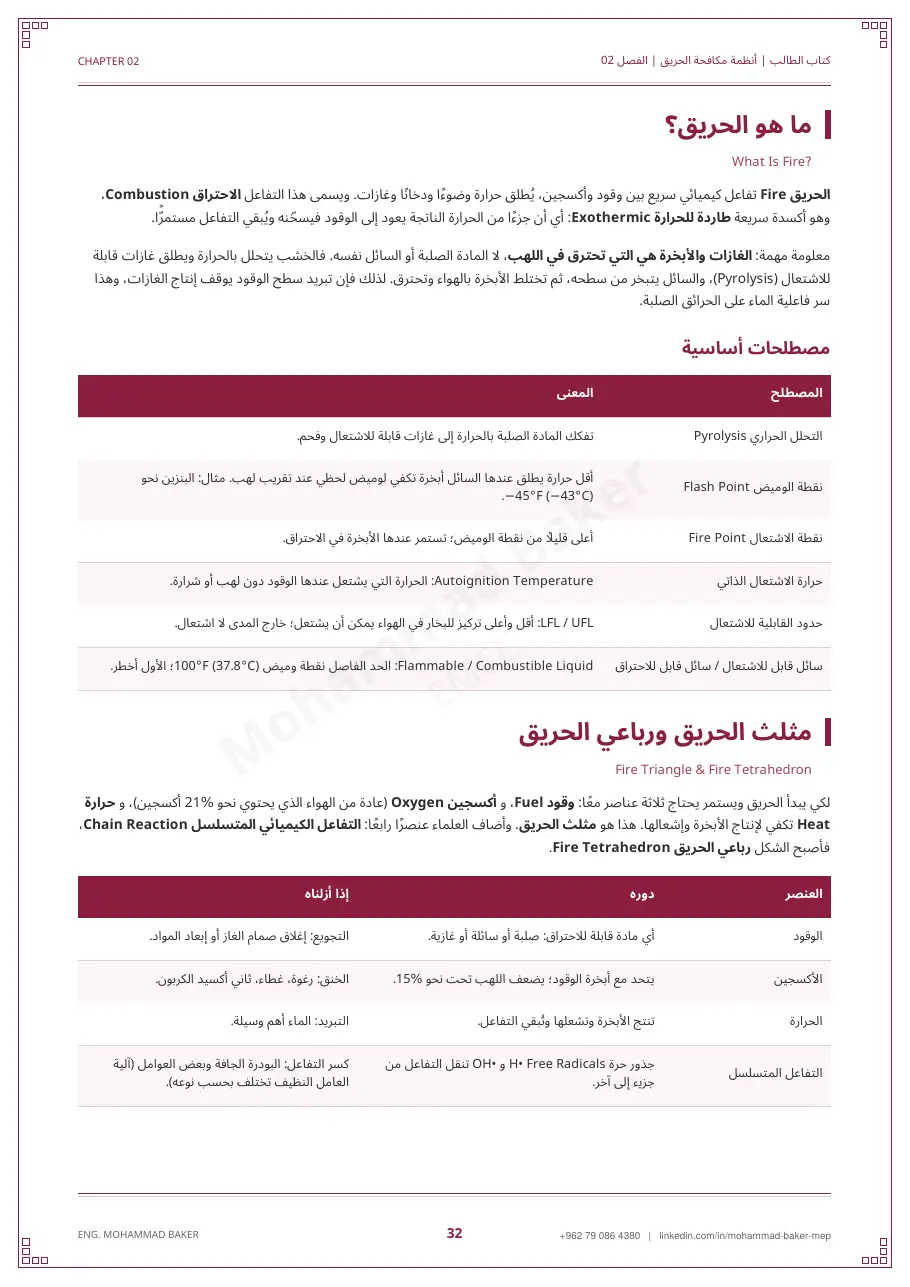 كتاب الطالب | أنظمة مكافحة الحريق | الفصل 02
CHAPTER 02
ما هو الحريق؟
What Is Fire?
الحريق Fire تفاعل كيميائي سريع بين وقود وأكسجين، يُطلق حرارة وضوءًا ودخانًا وغازات. ويسمى هذا التفاعل الاحتراق Combustion،
وهو أكسدة سريعة طاردة للحرارة Exothermic: أي أن جزءًا من الحرارة الناتجة يعود إلى الوقود فيسخّنه ويُبقي التفاعل مستمرًّا.
معلومة مهمة: الغازات والأبخرة هي التي تحترق في اللهب، لا المادة الصلبة أو السائل نفسه. فالخشب يتحلل بالحرارة ويطلق غازات قابلة
للاشتعال (Pyrolysis)، والسائل يتبخر من سطحه، ثم تختلط الأبخرة بالهواء وتحترق. لذلك فإن تبريد سطح الوقود يوقف إنتاج الغازات، وهذا
سر فاعلية الماء على الحرائق الصلبة.
مصطلحات أساسية
المصطلح المعنى
التحلل الحراري Pyrolysis تفكك المادة الصلبة بالحرارة إلى غازات قابلة للاشتعال وفحم.
نقطة الوميض Flash Point أقل حرارة يطلق عندها السائل أبخرة تكفي لوميض لحظي عند تقريب لهب. مثال: البنزين نحو
−45°F (−43°C).
نقطة الاشتعال Fire Point أعلى قليلًا من نقطة الوميض؛ تستمر عندها الأبخرة في الاحتراق.
حرارة الاشتعال الذاتي Autoignition Temperature: الحرارة التي يشتعل عندها الوقود دون لهب أو شرارة.
حدود القابلية للاشتعال LFL / UFL: أقل وأعلى تركيز للبخار في الهواء يمكن أن يشتعل؛ خارج المدى لا اشتعال.
سائل قابل للاشتعال / سائل قابل للاحتراق Flammable / Combustible Liquid: الحد الفاصل نقطة وميض 100°F (37.8°C)؛ الأول أخطر.
مثلث الحريق ورباعي الحريق
Fire Triangle & Fire Tetrahedron
لكي يبدأ الحريق ويستمر يحتاج ثلاثة عناصر معًا: وقود Fuel، و أكسجين Oxygen (عادة من الهواء الذي يحتوي نحو 21% أكسجين)، و حرارة
Heat تكفي لإنتاج الأبخرة وإشعالها. هذا هو مثلث الحريق. وأضاف العلماء عنصرًا رابعًا: التفاعل الكيميائي المتسلسل Chain Reaction،
فأصبح الشكل رباعي الحريق Fire Tetrahedron.
العنصر دوره إذا أزلناه
الوقود أي مادة قابلة للاحتراق: صلبة أو سائلة أو غازية. التجويع: إغلاق صمام الغاز أو إبعاد المواد.
الأكسجين يتحد مع أبخرة الوقود؛ يضعف اللهب تحت نحو 15%. الخنق: رغوة، غطاء، ثاني أكسيد الكربون.
الحرارة تنتج الأبخرة وتشعلها وتُبقي التفاعل. التبريد: الماء أهم وسيلة.
التفاعل المتسلسل جذور حرة H• Free Radicals و OH• تنقل التفاعل من
جزيء إلى آخر. كسر التفاعل: البودرة الجافة وبعض العوامل (آلية
العامل النظيف تختلف بحسب نوعه).
Mohammad Baker
EMCC
ENG. MOHAMMAD BAKER
32
+962 79 086 4380 | linkedin.com/in/mohammad-baker-mep